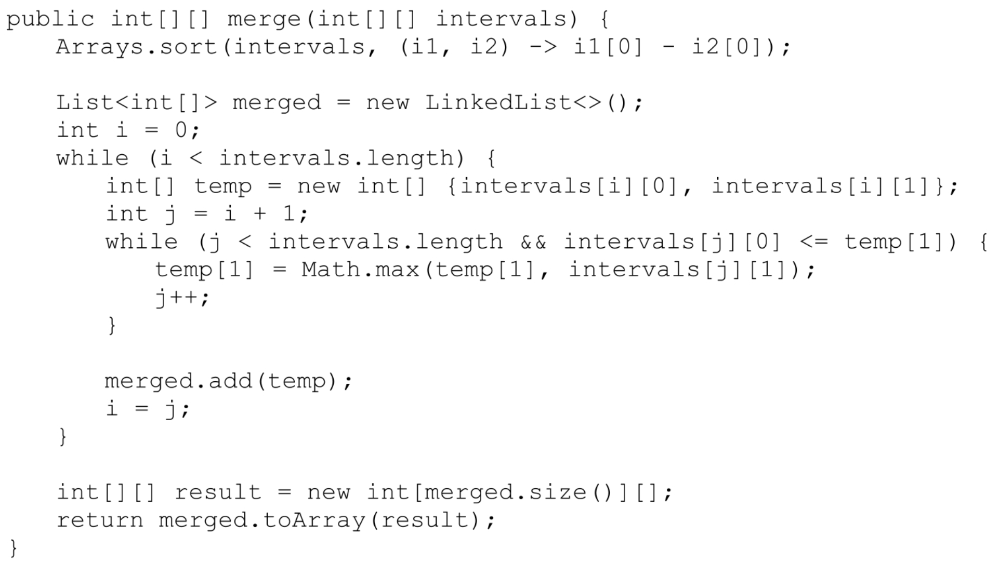 public int[][] merge(int[][] intervals) {
    Arrays.sort(intervals, (i1, i2) -> i1[0] - i2[0]);

    List<int[]> merged = new LinkedList<>();
    int i = 0;
    while (i < intervals.length) {
        int[] temp = new int[] {intervals[i][0], intervals[i][1]};
        int j = i + 1;
        while (j < intervals.length && intervals[j][0] <= temp[1]) {
            temp[1] = Math.max(temp[1], intervals[j][1]);
            j++;
        }

        merged.add(temp);
        i = j;
    }

    int[][] result = new int[merged.size()][];
    return merged.toArray(result);
}